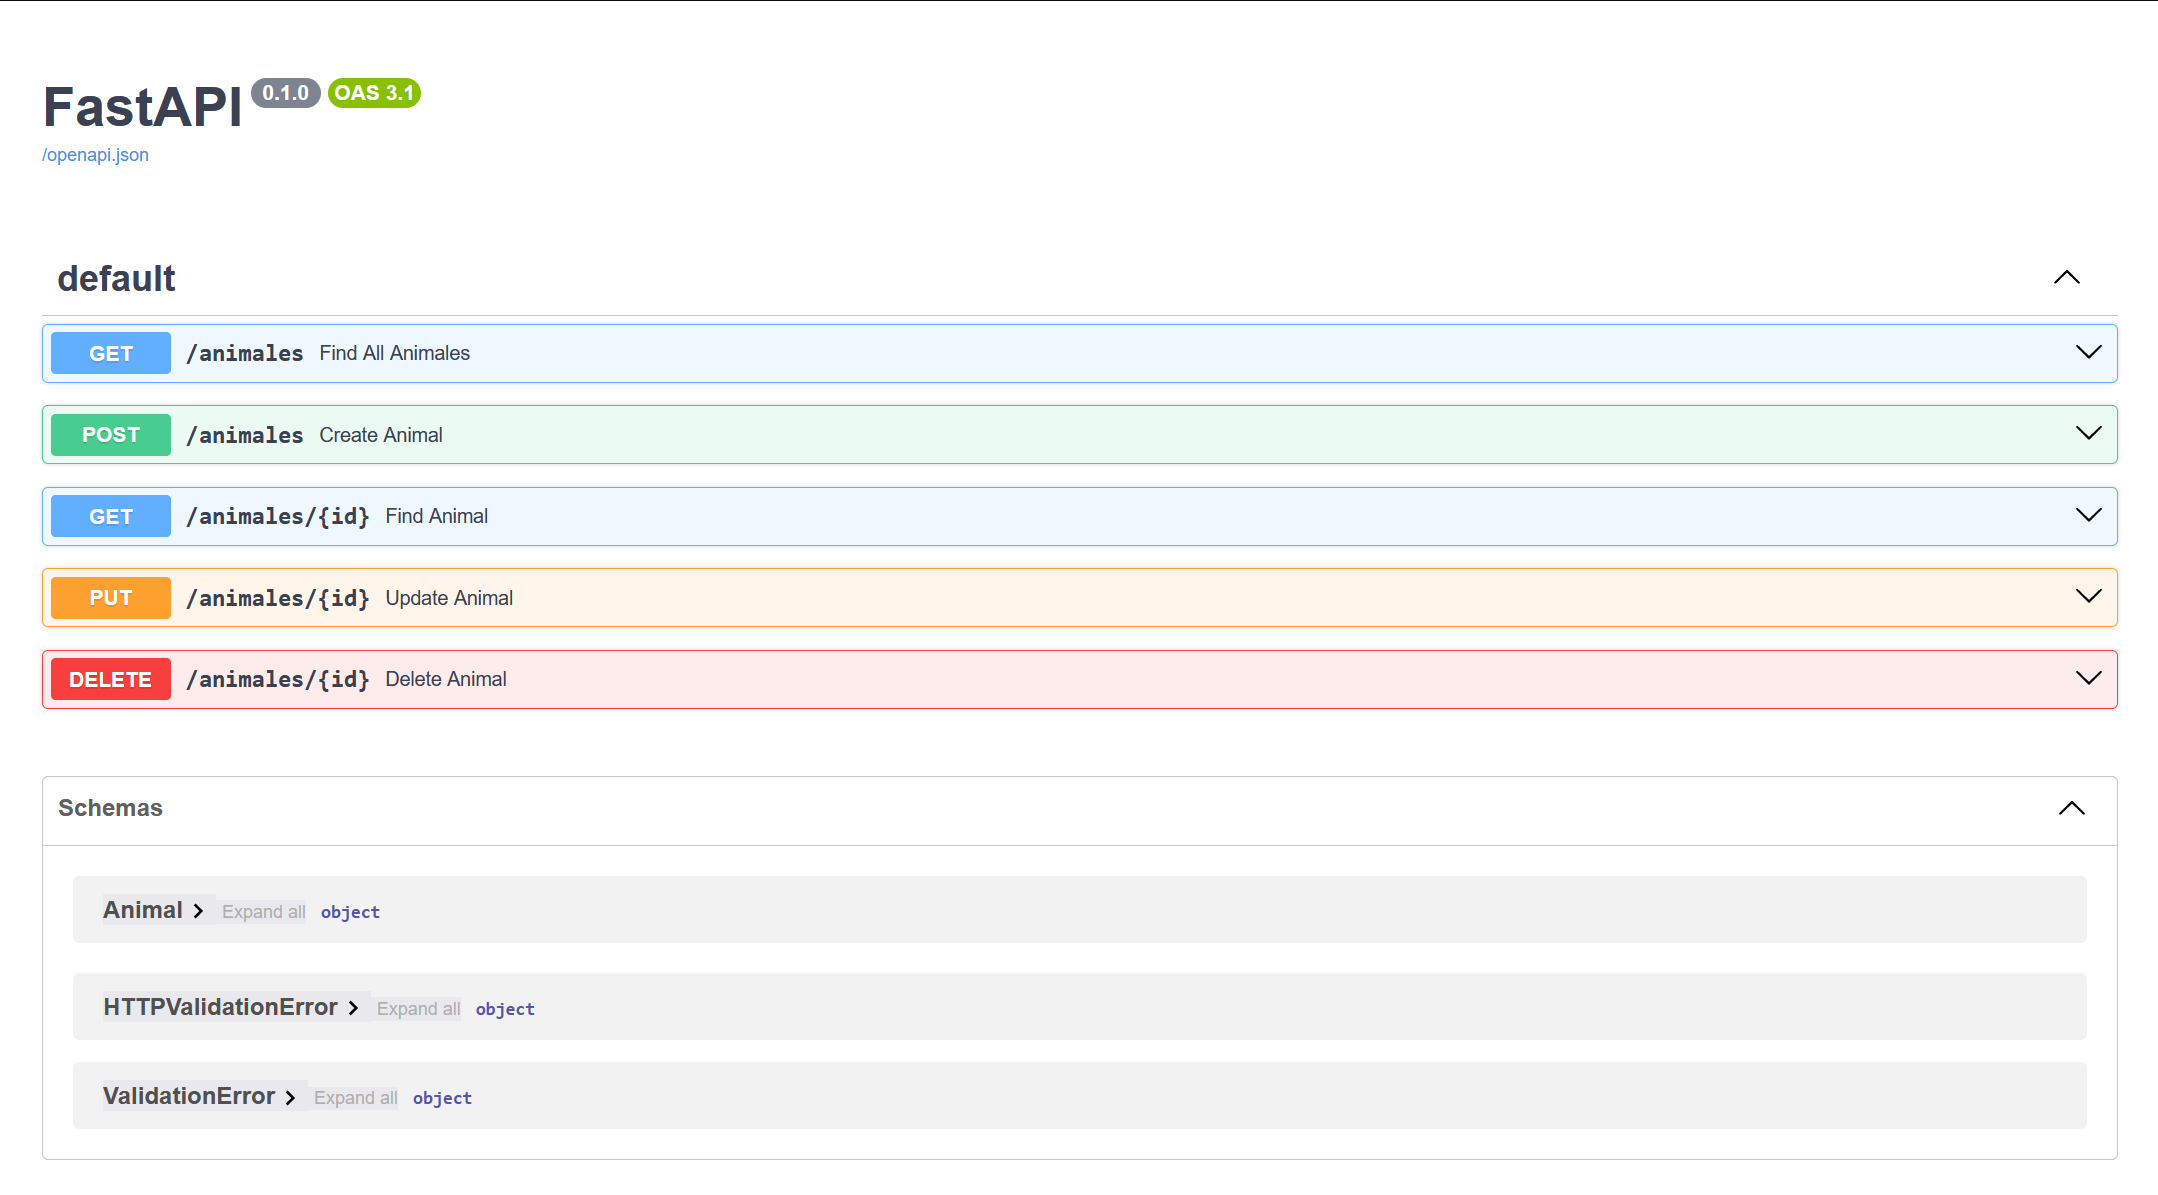 FastAPI 0.1.0 OAS 3.1
/openapi.json
default
GET /animales Find All Animales
POST /animales Create Animal
GET /animales/{id} Find Animal
PUT /animales/{id} Update Animal
DELETE /animales/{id} Delete Animal
Schemas
Animal Expand all object
HTTPValidationError Expand all object
ValidationError Expand all object